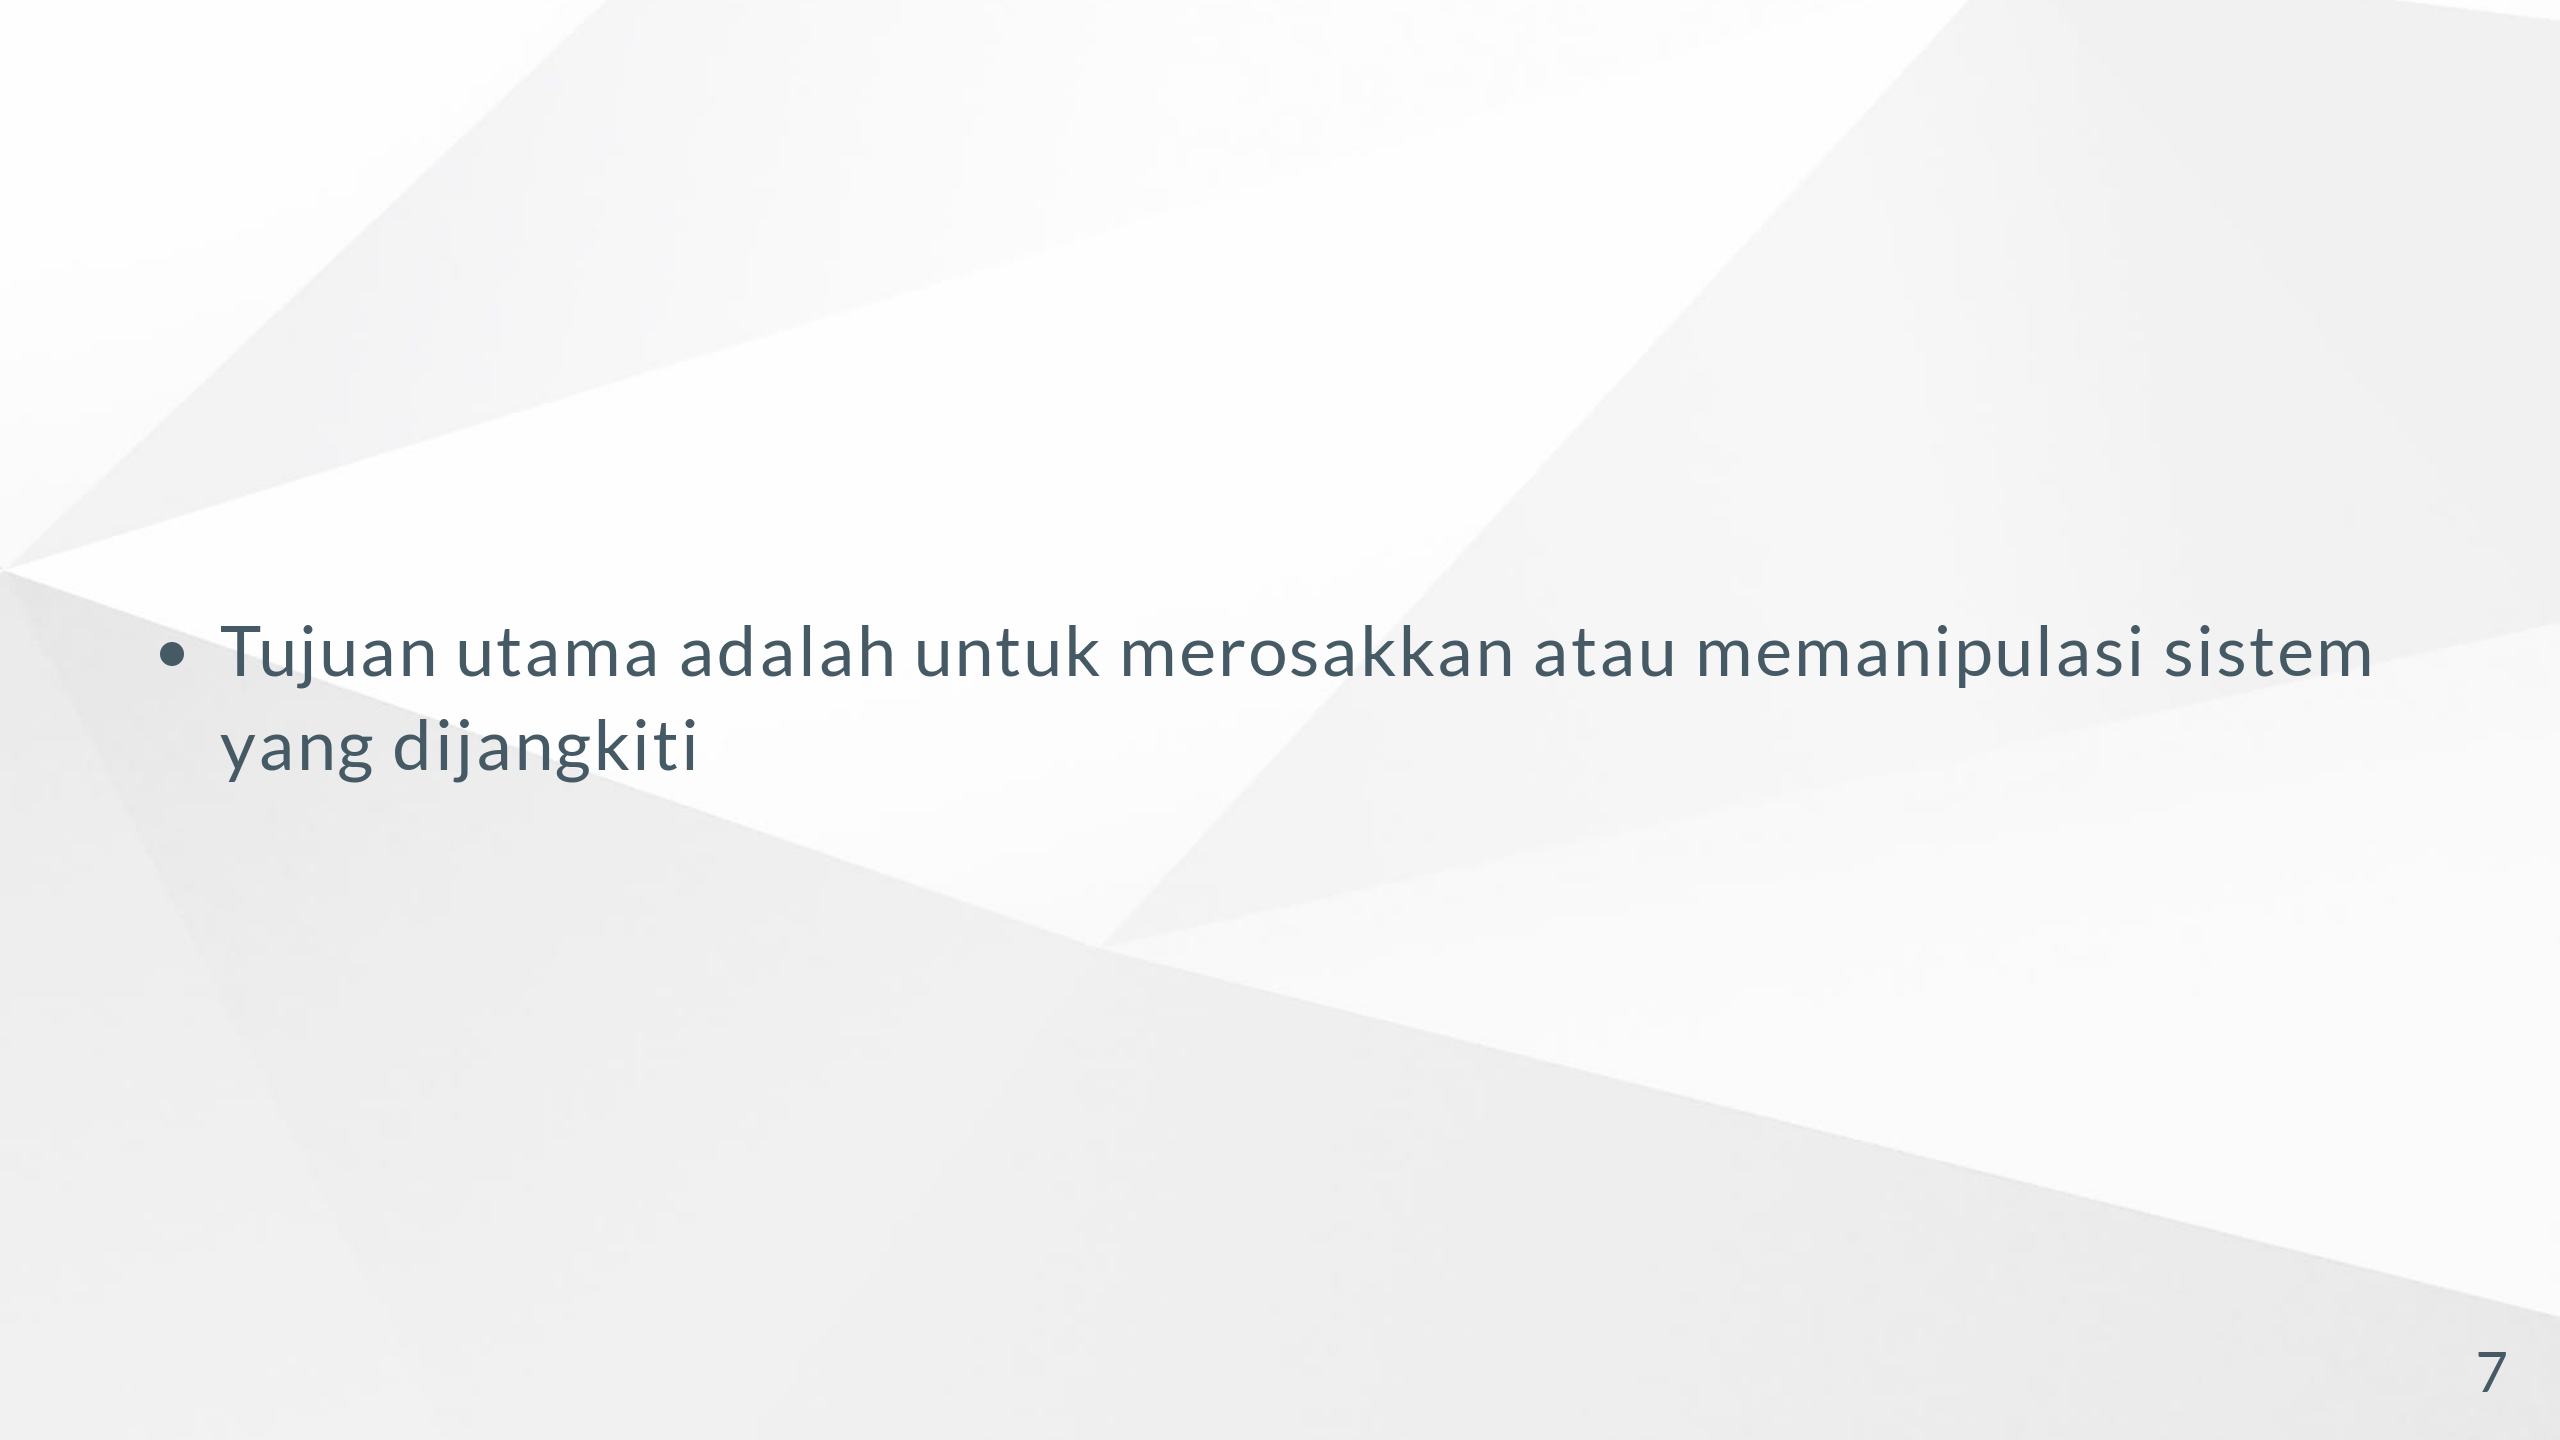 • Tujuan utama adalah untuk merosakkan atau memanipulasi sistem
yang dijangkiti
7